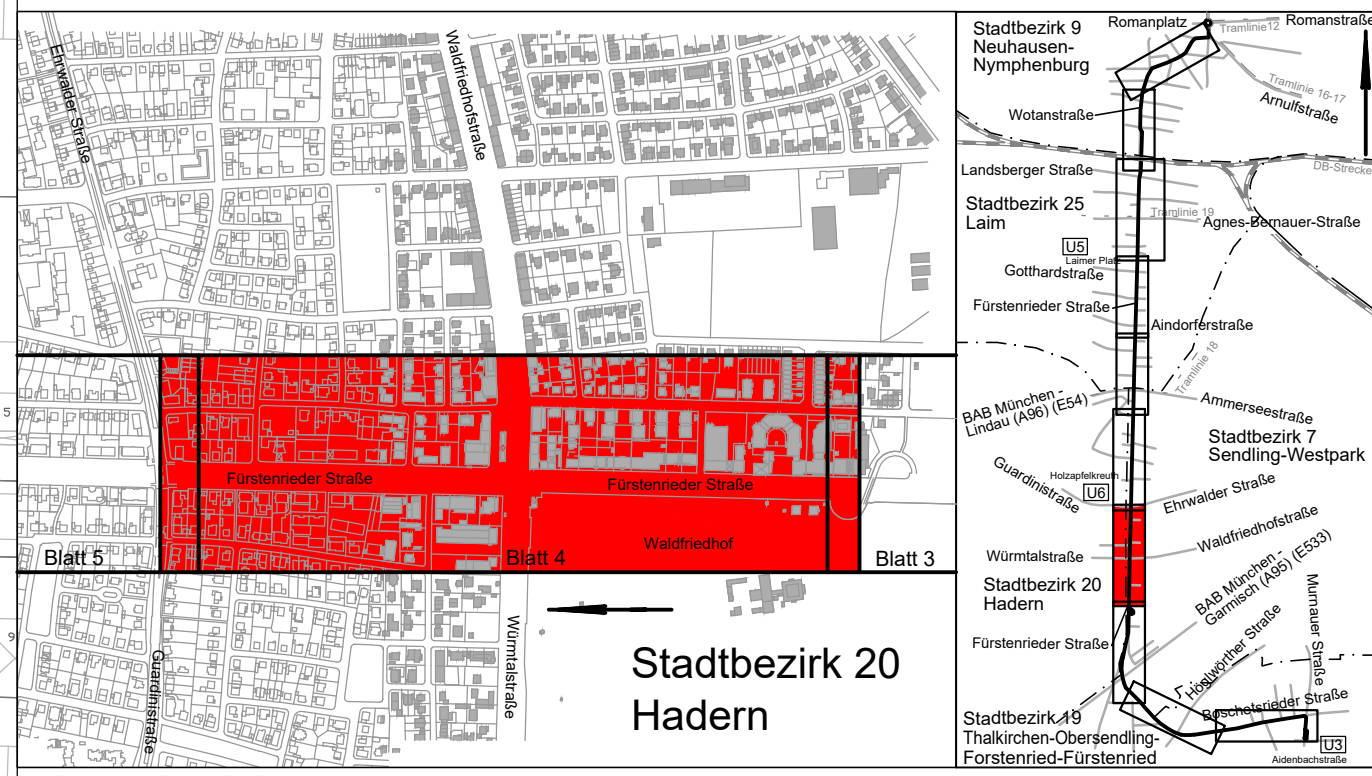 Ehrwalder Straße
Waldfriedhofstraße
Fürstenrieder Straße
Fürstenrieder Straße
Waldfriedhof
Blatt 5
Blatt 4
Blatt 3
Guardinistraße
Würmtalstraße
Stadtbezirk 20
Hadern
5
9
Stadtbezirk 9
Neuhausen-
Nymphenburg
Romanplatz
Romanstraße
Tramlinie12
Tramlinie 16-17
Arnulfstraße
Wotanstraße
Landsberger Straße
DB-Strecke
Stadtbezirk 25
Laim
Tramlinie 19
Agnes-Bernauer-Straße
U5
Laimer Platz
Gotthardstraße
Fürstenrieder Straße
Aindorferstraße
Tramlinie 18
BAB München -
Lindau (A96) (E54)
Ammerseestraße
Stadtbezirk 7
Sendling-Westpark
Guardinistraße
Holzapfelkreuth
U6
Ehrwalder Straße
Waldfriedhofstraße
Würmtalstraße
BAB München -
Garmisch (A95) (E533)
Stadtbezirk 20
Hadern
Murnauer Straße
Fürstenrieder Straße
Höglwörther Straße
Boschetsrieder Straße
Stadtbezirk 19
Thalkirchen-Obersendling-
Forstenried-Fürstenried
U3
Aidenbachstraße